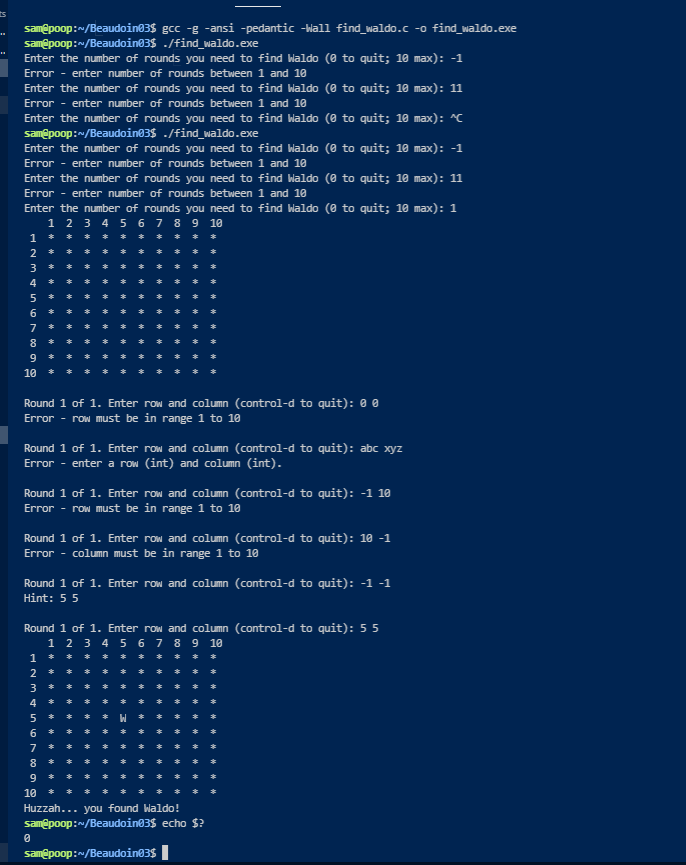 ts
sam@poop:~/Beaudoin03$ gcc -g -ansi -pedantic -Wall find_waldo.c -o find_waldo.exe
sam@poop:~/Beaudoin03$ ./find_waldo.exe
Enter the number of rounds you need to find Waldo (0 to quit; 10 max): -1
Error - enter number of rounds between 1 and 10
Enter the number of rounds you need to find Waldo (0 to quit; 10 max): 11
Error - enter number of rounds between 1 and 10
Enter the number of rounds you need to find Waldo (0 to quit; 10 max): ^C
sam@poop:~/Beaudoin03$ ./find_waldo.exe
Enter the number of rounds you need to find Waldo (0 to quit; 10 max): -1
Error - enter number of rounds between 1 and 10
Enter the number of rounds you need to find Waldo (0 to quit; 10 max): 11
Error - enter number of rounds between 1 and 10
Enter the number of rounds you need to find Waldo (0 to quit; 10 max): 1
    1  2  3  4  5  6  7  8  9  10
 1  *  *  *  *  *  *  *  *  *  *
 2  *  *  *  *  *  *  *  *  *  *
 3  *  *  *  *  *  *  *  *  *  *
 4  *  *  *  *  *  *  *  *  *  *
 5  *  *  *  *  *  *  *  *  *  *
 6  *  *  *  *  *  *  *  *  *  *
 7  *  *  *  *  *  *  *  *  *  *
 8  *  *  *  *  *  *  *  *  *  *
 9  *  *  *  *  *  *  *  *  *  *
10  *  *  *  *  *  *  *  *  *  *
Round 1 of 1. Enter row and column (control-d to quit): 0 0
Error - row must be in range 1 to 10
Round 1 of 1. Enter row and column (control-d to quit): abc xyz
Error - enter a row (int) and column (int).
Round 1 of 1. Enter row and column (control-d to quit): -1 10
Error - row must be in range 1 to 10
Round 1 of 1. Enter row and column (control-d to quit): 10 -1
Error - column must be in range 1 to 10
Round 1 of 1. Enter row and column (control-d to quit): -1 -1
Hint: 5 5
Round 1 of 1. Enter row and column (control-d to quit): 5 5
    1  2  3  4  5  6  7  8  9  10
 1  *  *  *  *  *  *  *  *  *  *
 2  *  *  *  *  *  *  *  *  *  *
 3  *  *  *  *  *  *  *  *  *  *
 4  *  *  *  *  *  *  *  *  *  *
 5  *  *  *  *  W  *  *  *  *  *
 6  *  *  *  *  *  *  *  *  *  *
 7  *  *  *  *  *  *  *  *  *  *
 8  *  *  *  *  *  *  *  *  *  *
 9  *  *  *  *  *  *  *  *  *  *
10  *  *  *  *  *  *  *  *  *  *
Huzzah... you found Waldo!
sam@poop:~/Beaudoin03$ echo $?
0
sam@poop:~/Beaudoin03$